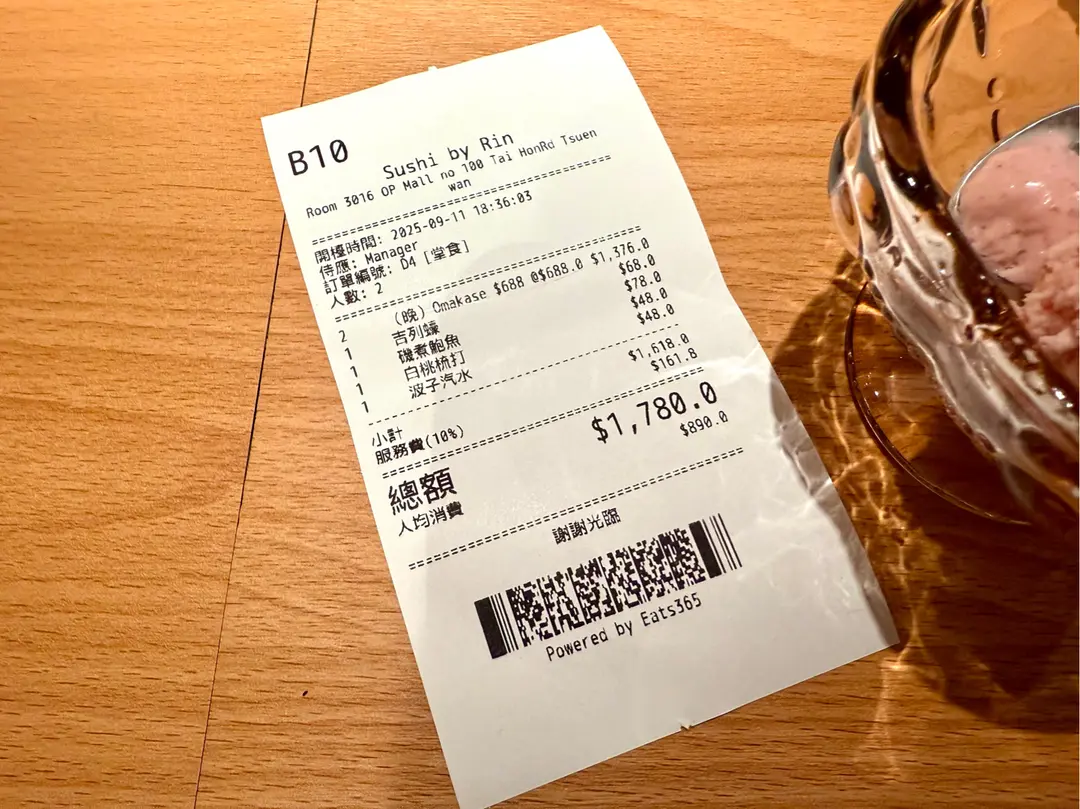 B10
Sushi by Rin
Room 3016 OP Mall no 100 Tai HonRd Tsuen
wan
開檯時間: 2025-09-11 18:36:03
侍應: Manager
訂單編號: D4 [堂食]
人數: 2
2 (晚) Omakase $688 @$688.0 $1,376.0
1 吉列蠔 $68.0
1 磯煮鮑魚 $78.0
1 白桃梳打 $48.0
1 波子汽水 $48.0
小計 $1,618.0
服務費(10%) $161.8
總額 $1,780.0
人均消費 $890.0
謝謝光臨
Powered by Eats365